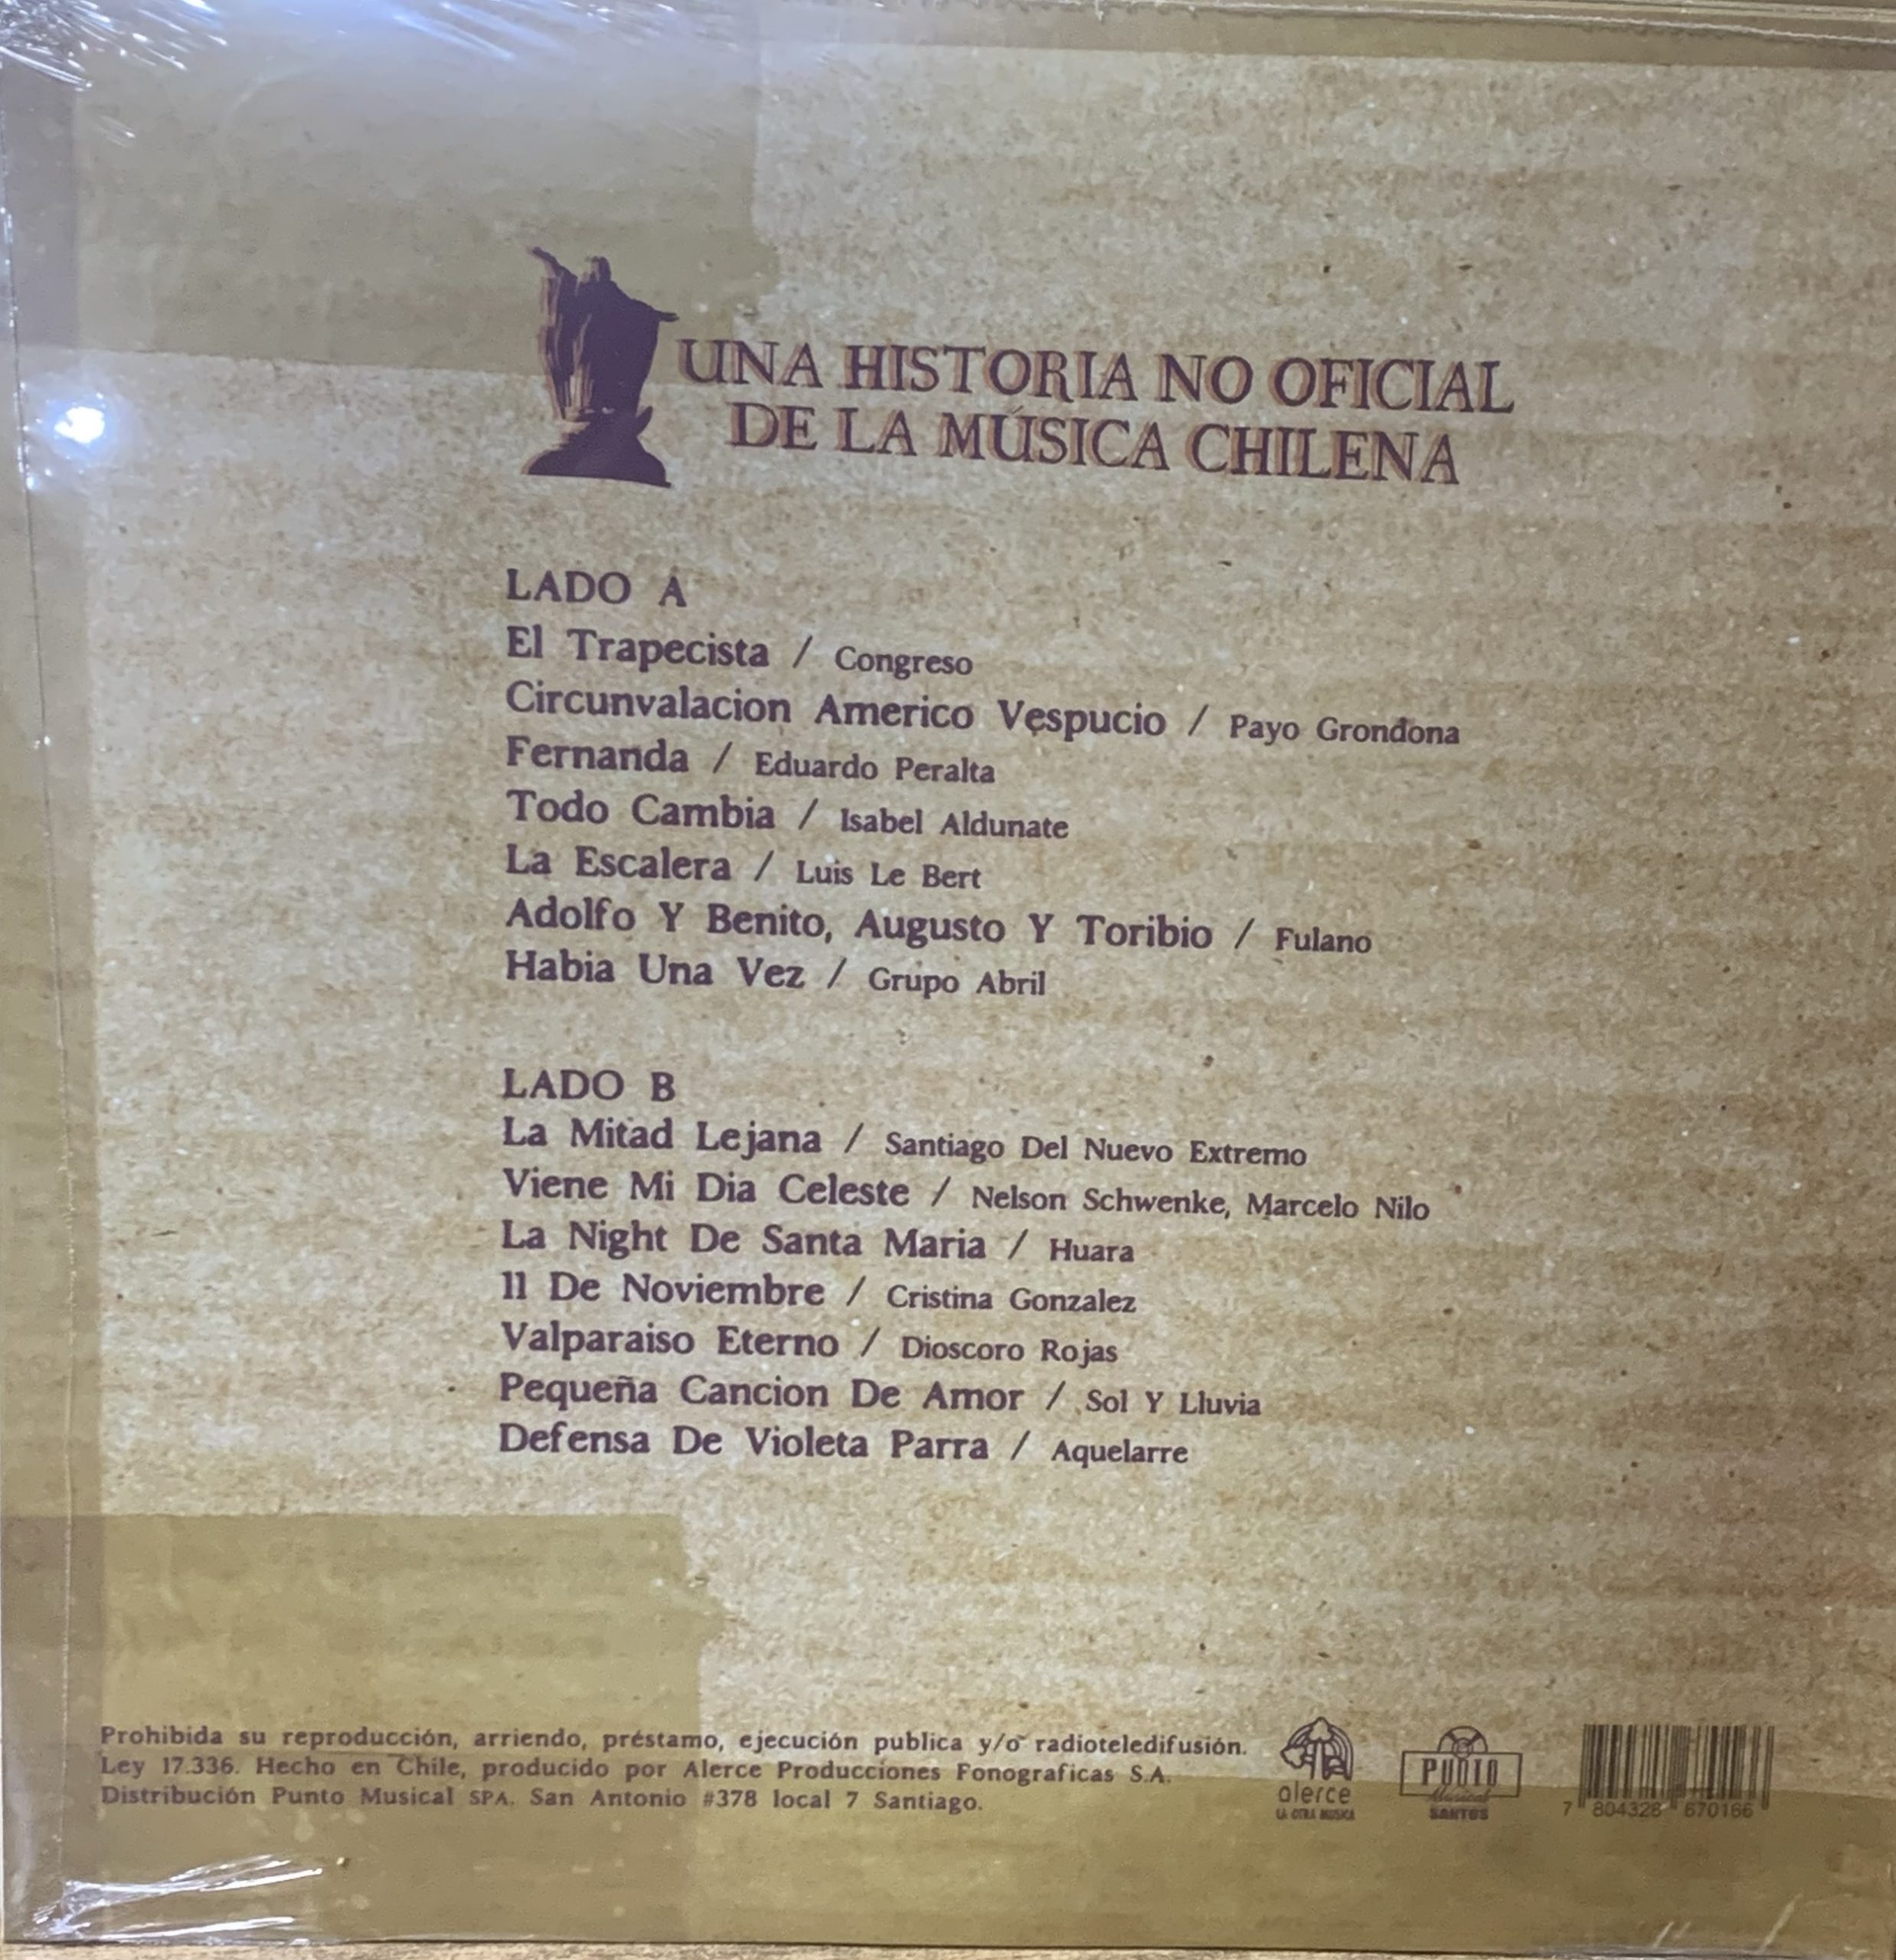 UNA HISTORIA NO OFICIAL
DE LA MÚSICA CHILENA
LADO A
El Trapecista / Congreso
Circunvalacion Americo Vespucio / Payo Grondona
Fernanda / Eduardo Peralta
Todo Cambia / Isabel Aldunate
La Escalera / Luis Le Bert
Adolfo Y Benito, Augusto Y Toribio / Fulano
Habia Una Vez / Grupo Abril
LADO B
La Mitad Lejana / Santiago Del Nuevo Extremo
Viene Mi Dia Celeste / Nelson Schwenke, Marcelo Nilo
La Night De Santa Maria / Huara
11 De Noviembre / Cristina Gonzalez
Valparaiso Eterno / Dioscoro Rojas
Pequeña Cancion De Amor / Sol Y Lluvia
Defensa De Violeta Parra / Aquelarre
Prohibida su reproducción, arriendo, préstamo, ejecución publica y/o radioteledifusión.
Ley 17.336. Hecho en Chile, producido por Alerce Producciones Fonograficas S.A.
Distribución Punto Musical SPA. San Antonio #378 local 7 Santiago.
alerce
LA OTRA MUSICA
PUNTO
Musical
SANTOS
7 804328 670166